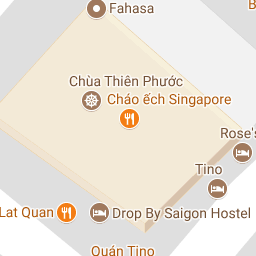 Fahasa
B
Chùa Thiên Phước
Cháo ếch Singapore
Rose's
Tino
Lat Quan
Drop By Saigon Hostel
Quán Tino